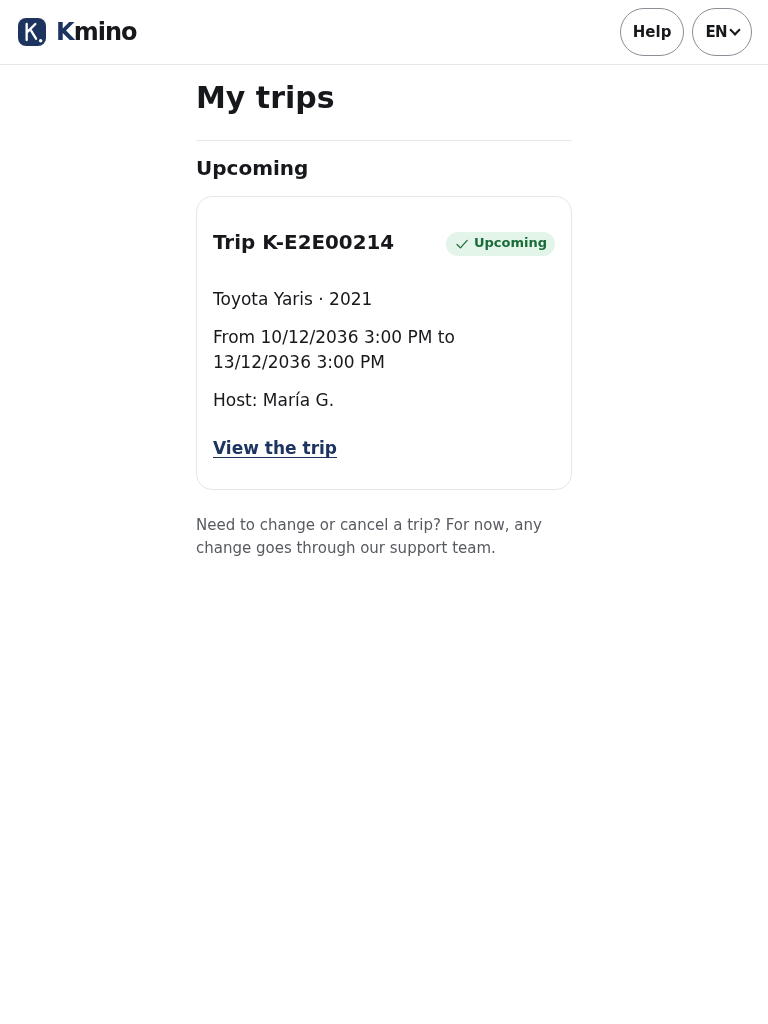 K. Kmino
Help
EN
My trips
Upcoming
Trip K-E2E00214
Upcoming
Toyota Yaris · 2021
From 10/12/2036 3:00 PM to
13/12/2036 3:00 PM
Host: María G.
View the trip
Need to change or cancel a trip? For now, any
change goes through our support team.